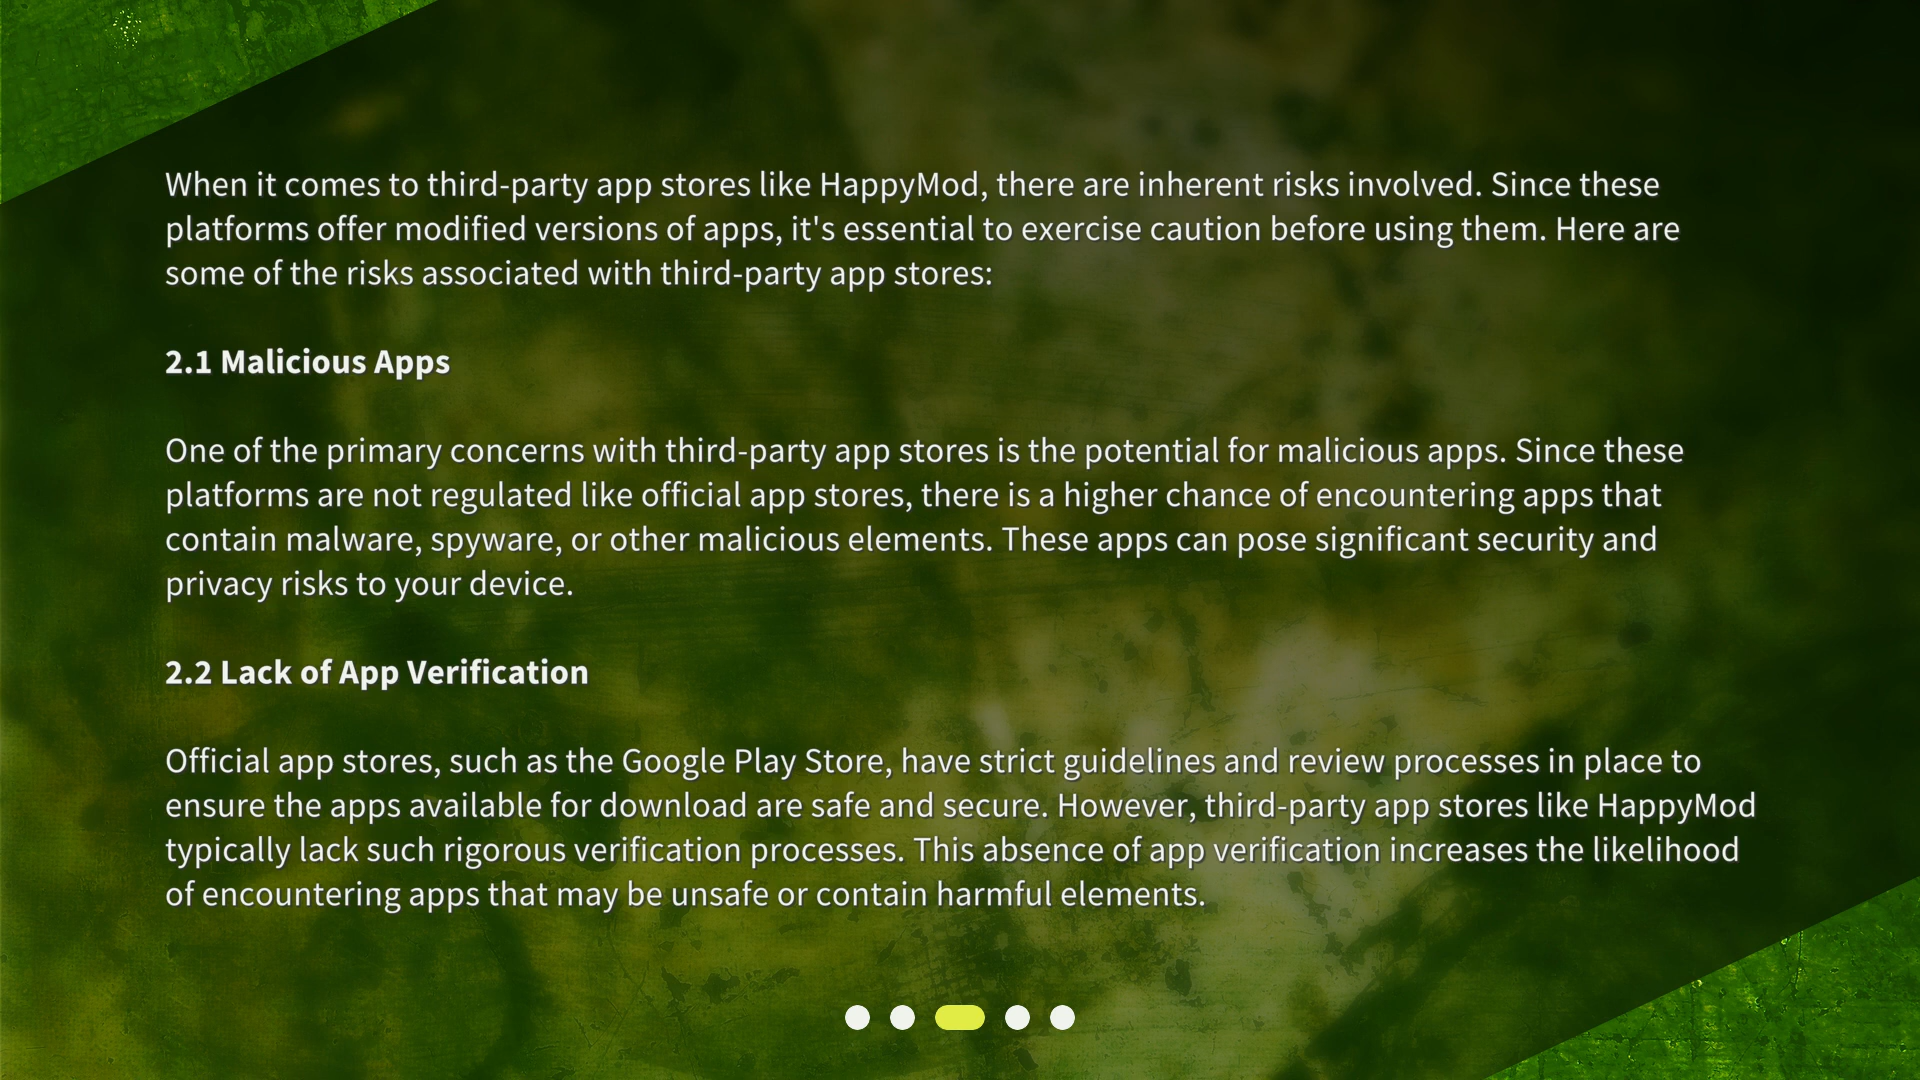 When it comes to third-party app stores like HappyMod, there are inherent risks involved. Since these
platforms offer modified versions of apps, it's essential to exercise caution before using them. Here are
some of the risks associated with third-party app stores:
2.1 Malicious Apps
One of the primary concerns with third-party app stores is the potential for malicious apps. Since these
platforms are not regulated like official app stores, there is a higher chance of encountering apps that
contain malware, spyware, or other malicious elements. These apps can pose significant security and
privacy risks to your device.
2.2 Lack of App Verification
Official app stores, such as the Google Play Store, have strict guidelines and review processes in place to
ensure the apps available for download are safe and secure. However, third-party app stores like HappyMod
typically lack such rigorous verification processes. This absence of app verification increases the likelihood
of encountering apps that may be unsafe or contain harmful elements.